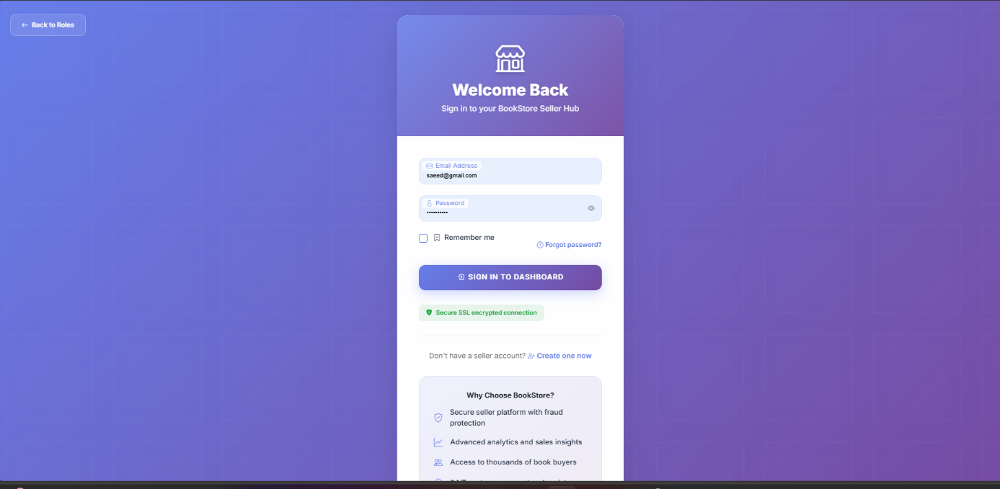 Back to Roles
Welcome Back
Sign in to your BookStore Seller Hub
Email Address
saeed@gmail.com
Password
••••••••••
Remember me
Forgot password?
SIGN IN TO DASHBOARD
Secure SSL encrypted connection
Don't have a seller account? Create one now
Why Choose BookStore?
Secure seller platform with fraud
protection
Advanced analytics and sales insights
Access to thousands of book buyers